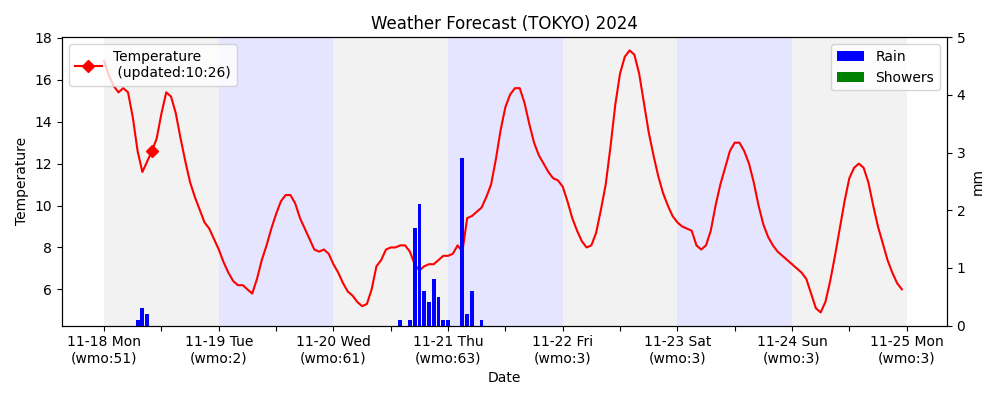 Weather Forecast (TOKYO) 2024
Temperature
(updated:10:26)
Rain
Showers
18
16
14
12
10
8
6
Temperature
5
4
3
2
1
0
mm
11-18 Mon 11-19 Tue 11-20 Wed 11-21 Thu 11-22 Fri 11-23 Sat 11-24 Sun 11-25 Mon
(wmo:51) (wmo:2) (wmo:61) (wmo:63) (wmo:3) (wmo:3) (wmo:3) (wmo:3)
Date